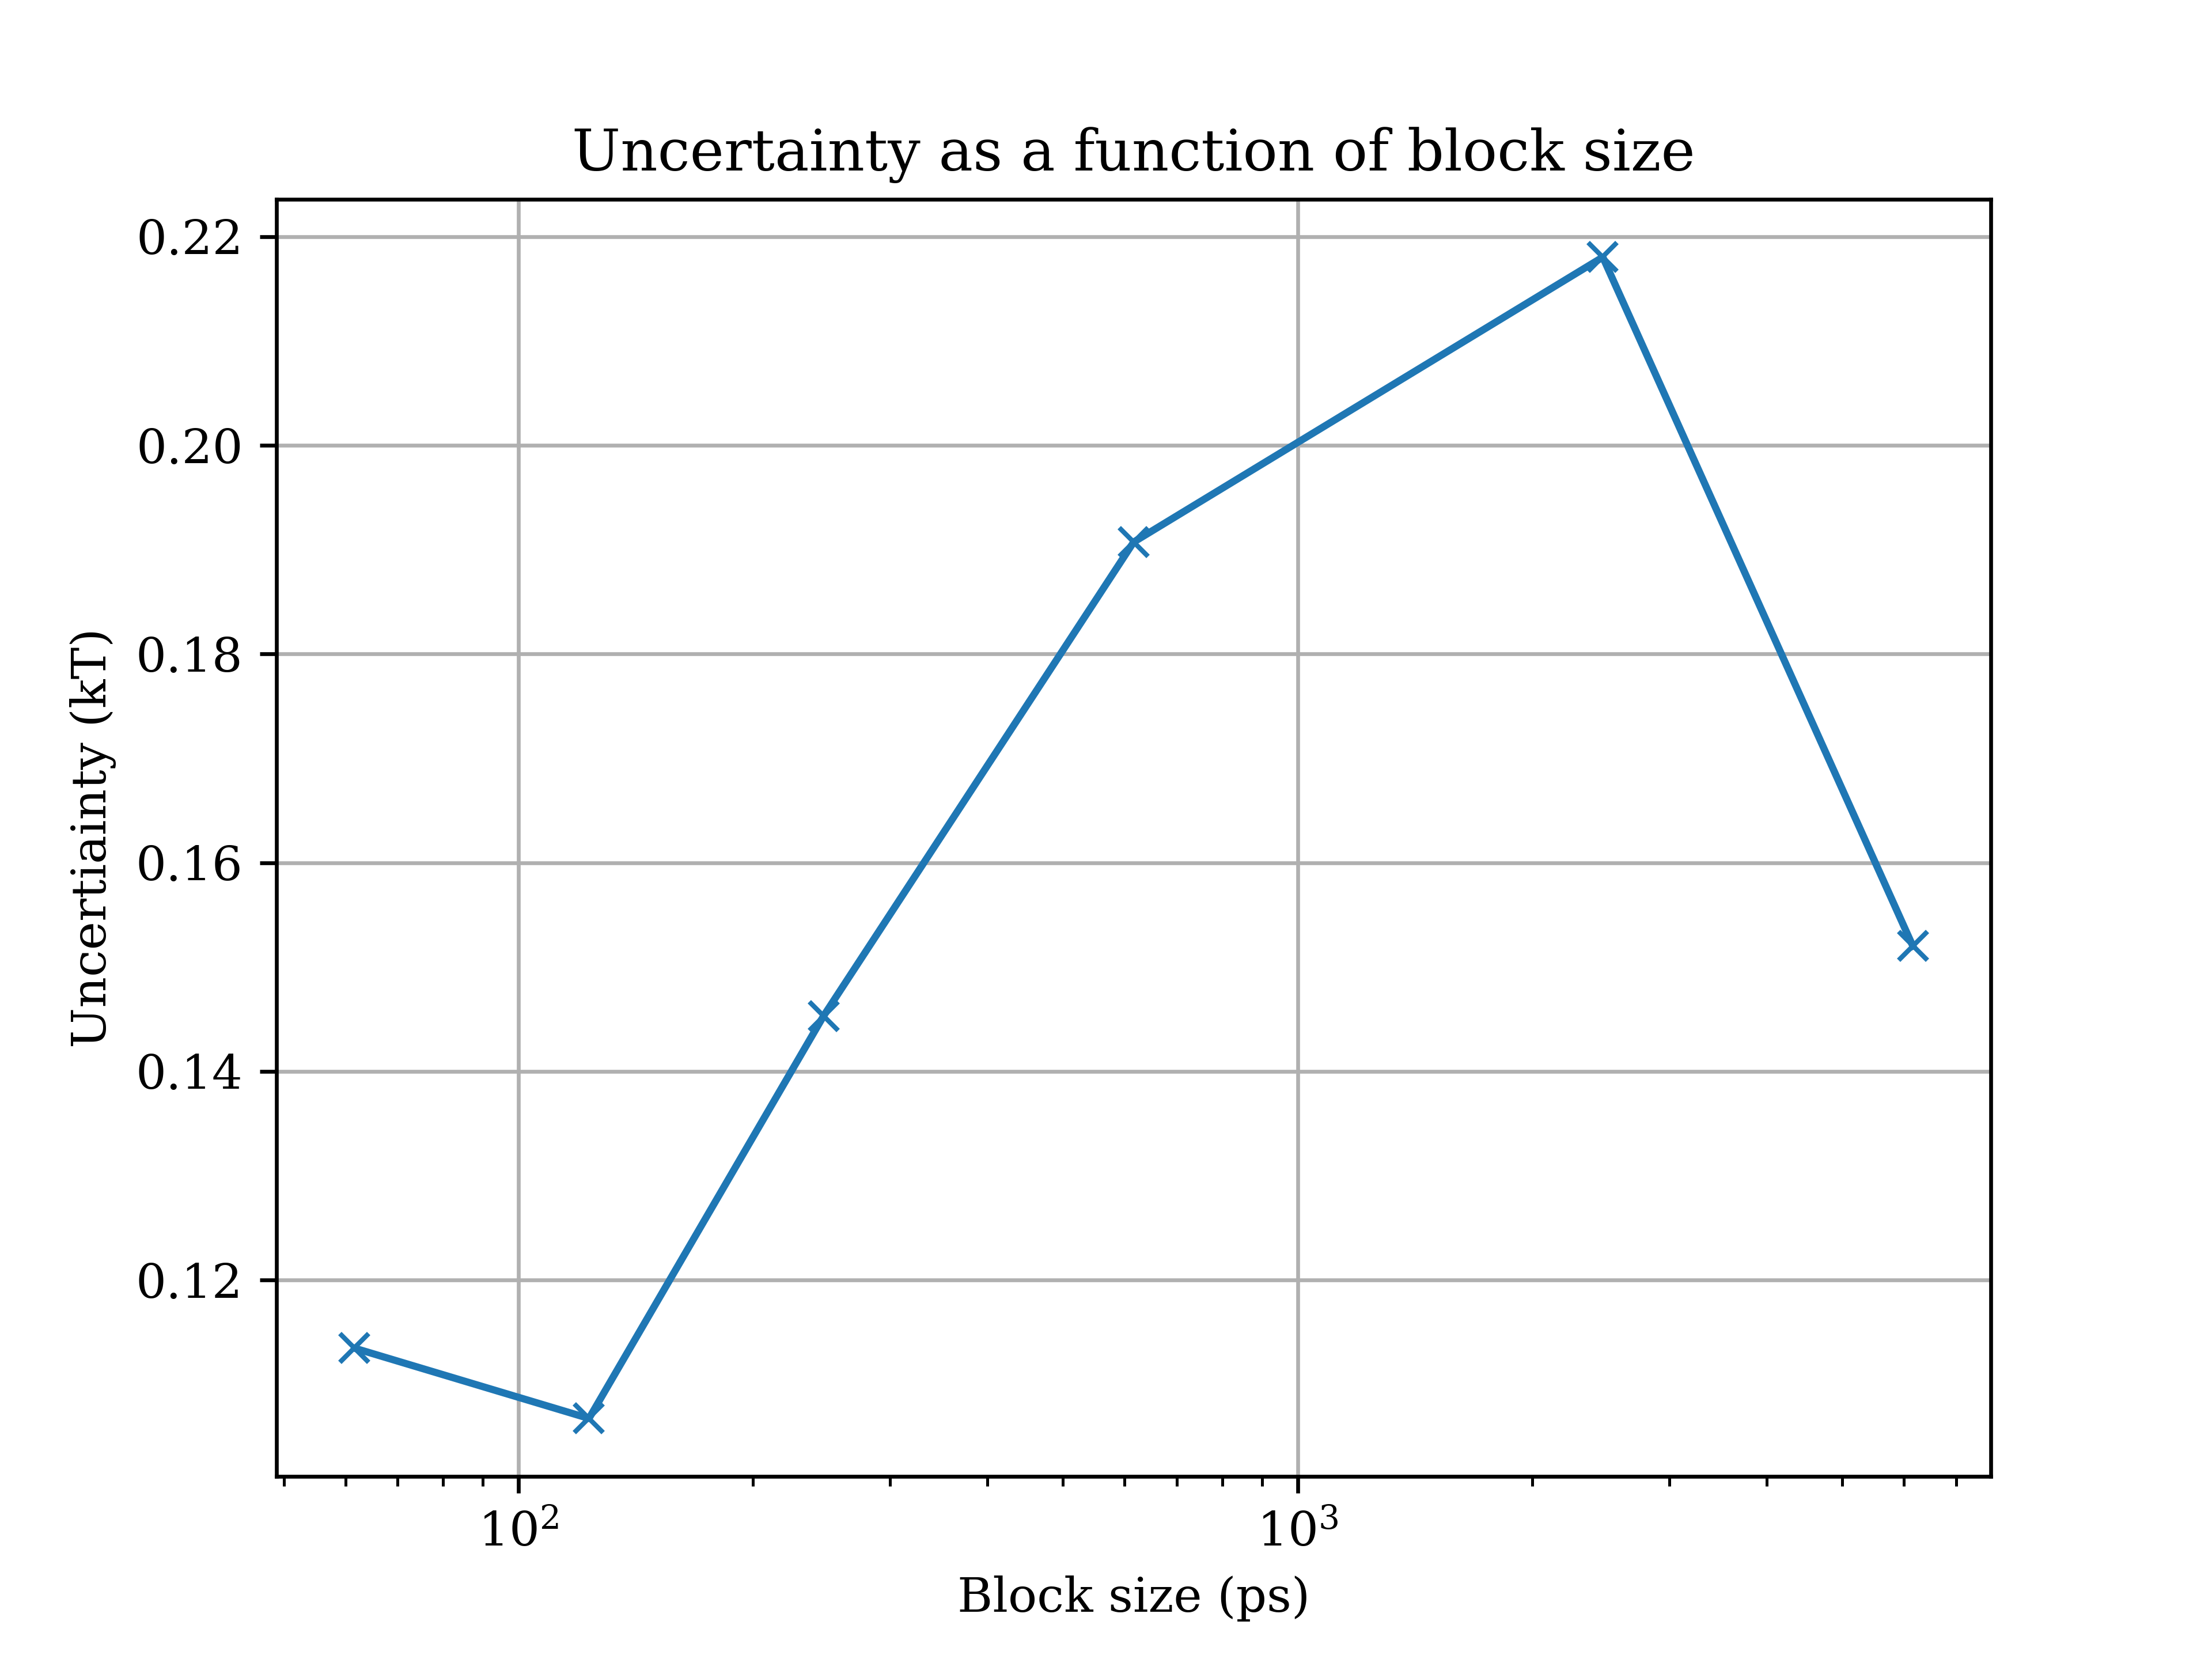 Uncertainty as a function of block size
0.22
0.20
0.18
0.16
0.14
0.12
Uncertiainty (kT)
10²
10³
Block size (ps)